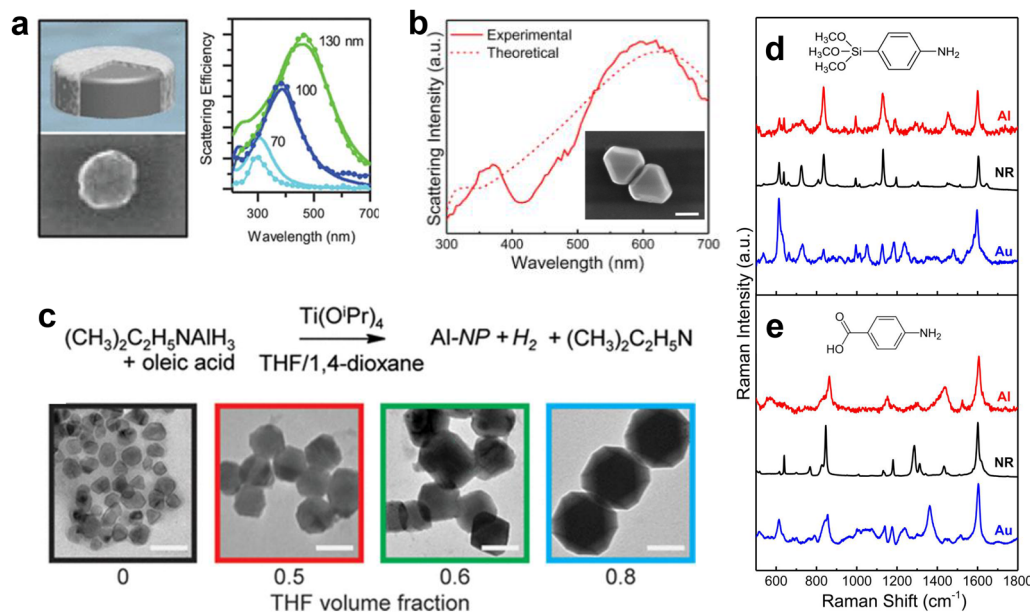 a
Scattering Efficiency
130 nm
100
70
300
500
700
Wavelength (nm)
b
Scattering Intensity (a.u.)
Experimental
Theoretical
300
400
500
600
700
Wavelength (nm)
c
(CH₃)₂C₂H₅NAlH₃
+ oleic acid
Ti(OⁱPr)₄
THF/1,4-dioxane
Al-NP + H₂ + (CH₃)₂C₂H₅N
0
0.5
0.6
0.8
THF volume fraction
Raman Intensity (a.u.)
d
H₃CO
H₃CO-Si
H₃CO
NH₂
Al
NR
Au
e
O
HO
NH₂
Al
NR
Au
600 800 1000 1200 1400 1600 1800
Raman Shift (cm⁻¹)